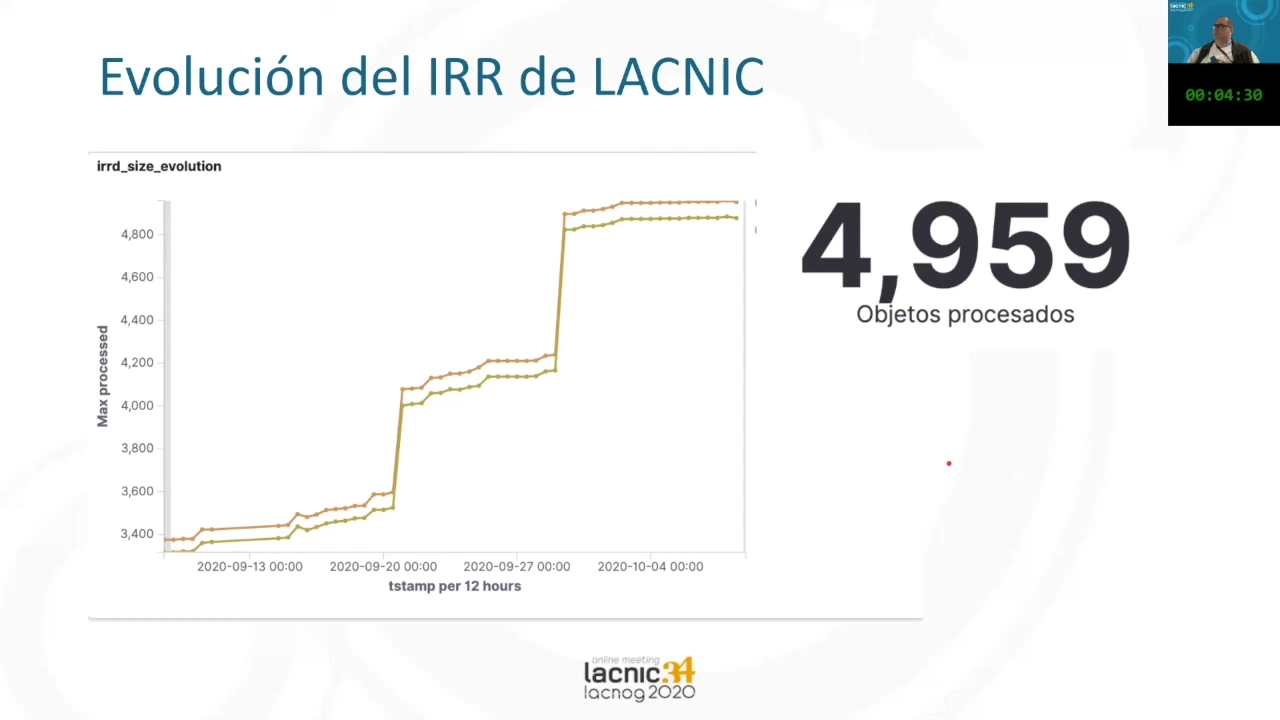 Evolución del IRR de LACNIC
lacnic 34
lacnog2020
00:04:30
irrd_size_evolution
4,800
4,600
4,400
4,200
4,000
3,800
3,600
3,400
Max processed
2020-09-13 00:00
2020-09-20 00:00
2020-09-27 00:00
2020-10-04 00:00
tstamp per 12 hours
4,959
Objetos procesados
online meeting
lacnic34
lacnog2020